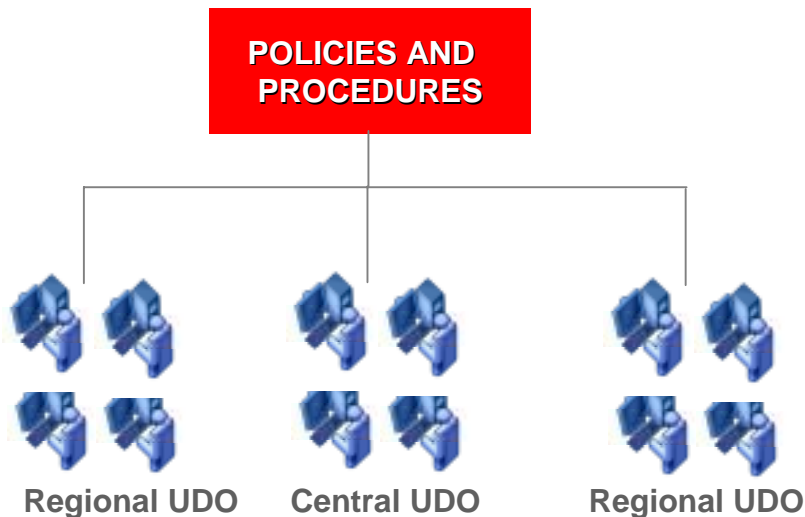 POLICIES AND
PROCEDURES
Regional UDO
Central UDO
Regional UDO